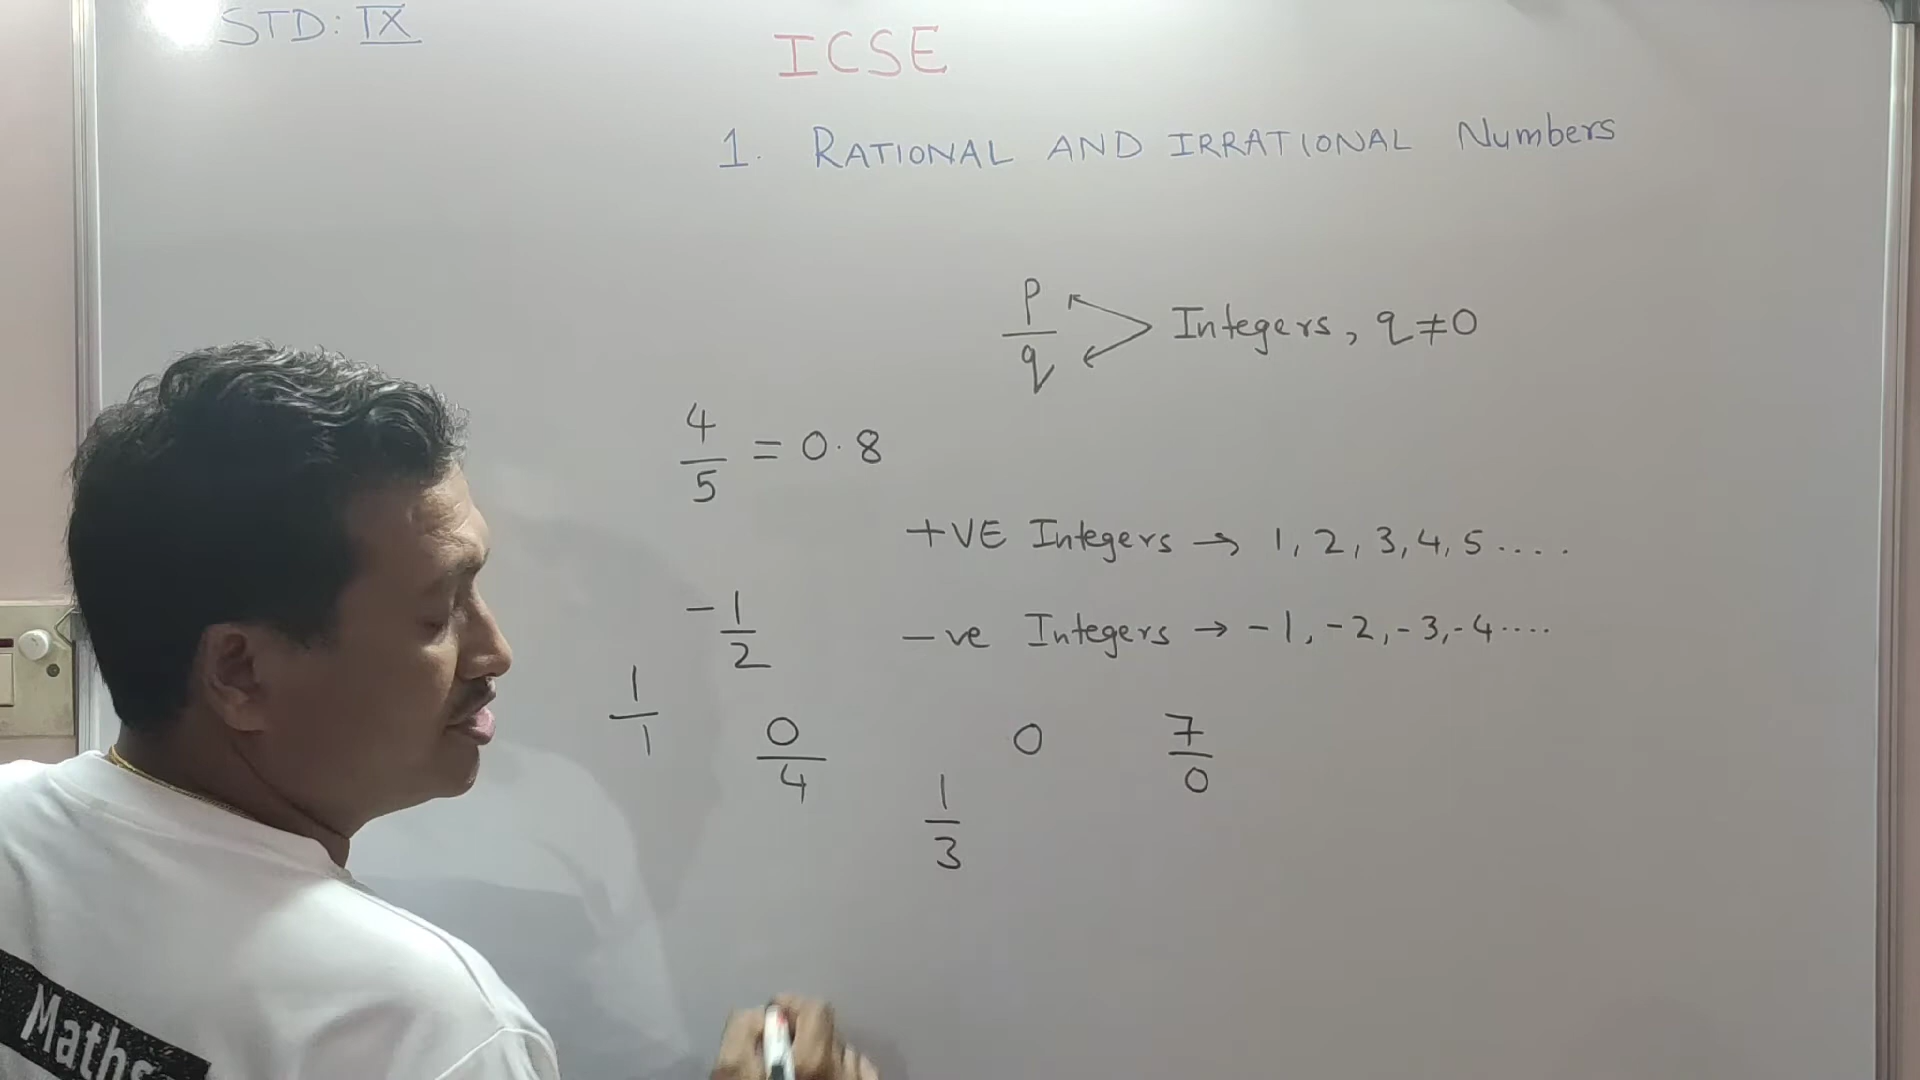 STD: IX
ICSE
1. RATIONAL AND IRRATIONAL Numbers
p/q Integers, q≠0
4/5 = 0.8
+VE Integers → 1, 2, 3, 4, 5 ....
-1/2
-ve Integers → -1, -2, -3, -4 ....
1/1
0/4
0
7/0
1/3
Maths